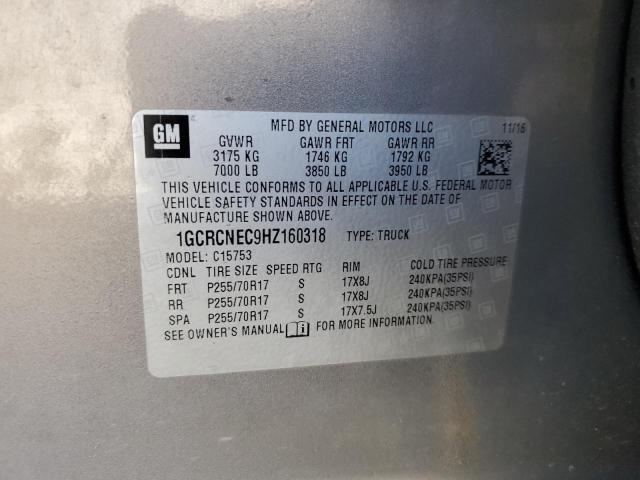 GM
MFD BY GENERAL MOTORS LLC 11/16
GVWR GAWR FRT GAWR RR
3175 KG 1746 KG 1792 KG
7000 LB 3850 LB 3950 LB
THIS VEHICLE CONFORMS TO ALL APPLICABLE U.S. FEDERAL MOTOR
VEHICLE SAFETY STANDARDS IN EFFECT ON THE DATE OF
MANUFACTURE SHOWN ABOVE.
1GCRCNEC9HZ160318 TYPE: TRUCK
MODEL: C15753
CDNL TIRE SIZE SPEED RTG RIM COLD TIRE PRESSURE
FRT P255/70R17 S 17X8J 240KPA(35PSI)
RR P255/70R17 S 17X8J 240KPA(35PSI)
SPA P255/70R17 S 17X7.5J 240KPA(35PSI)
SEE OWNER'S MANUAL FOR MORE INFORMATION.